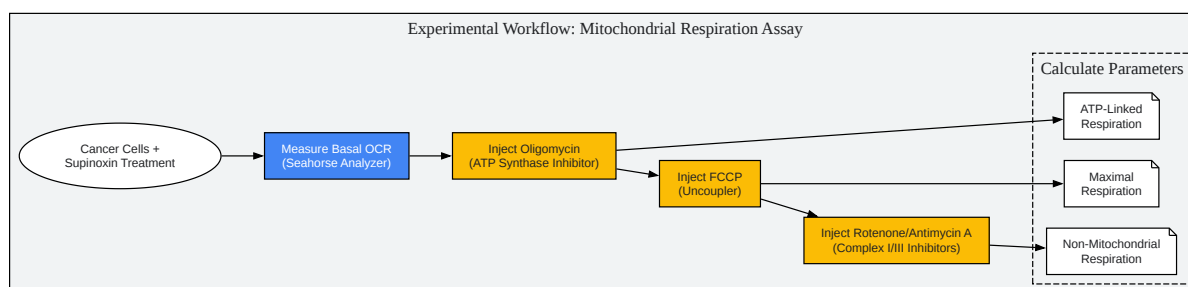 Experimental Workflow: Mitochondrial Respiration Assay
Calculate Parameters
Cancer Cells +
Supinoxin Treatment
Measure Basal OCR
(Seahorse Analyzer)
Inject Oligomycin
(ATP Synthase Inhibitor)
Inject FCCP
(Uncoupler)
Inject Rotenone/Antimycin A
(Complex I/III Inhibitors)
ATP-Linked
Respiration
Maximal
Respiration
Non-Mitochondrial
Respiration